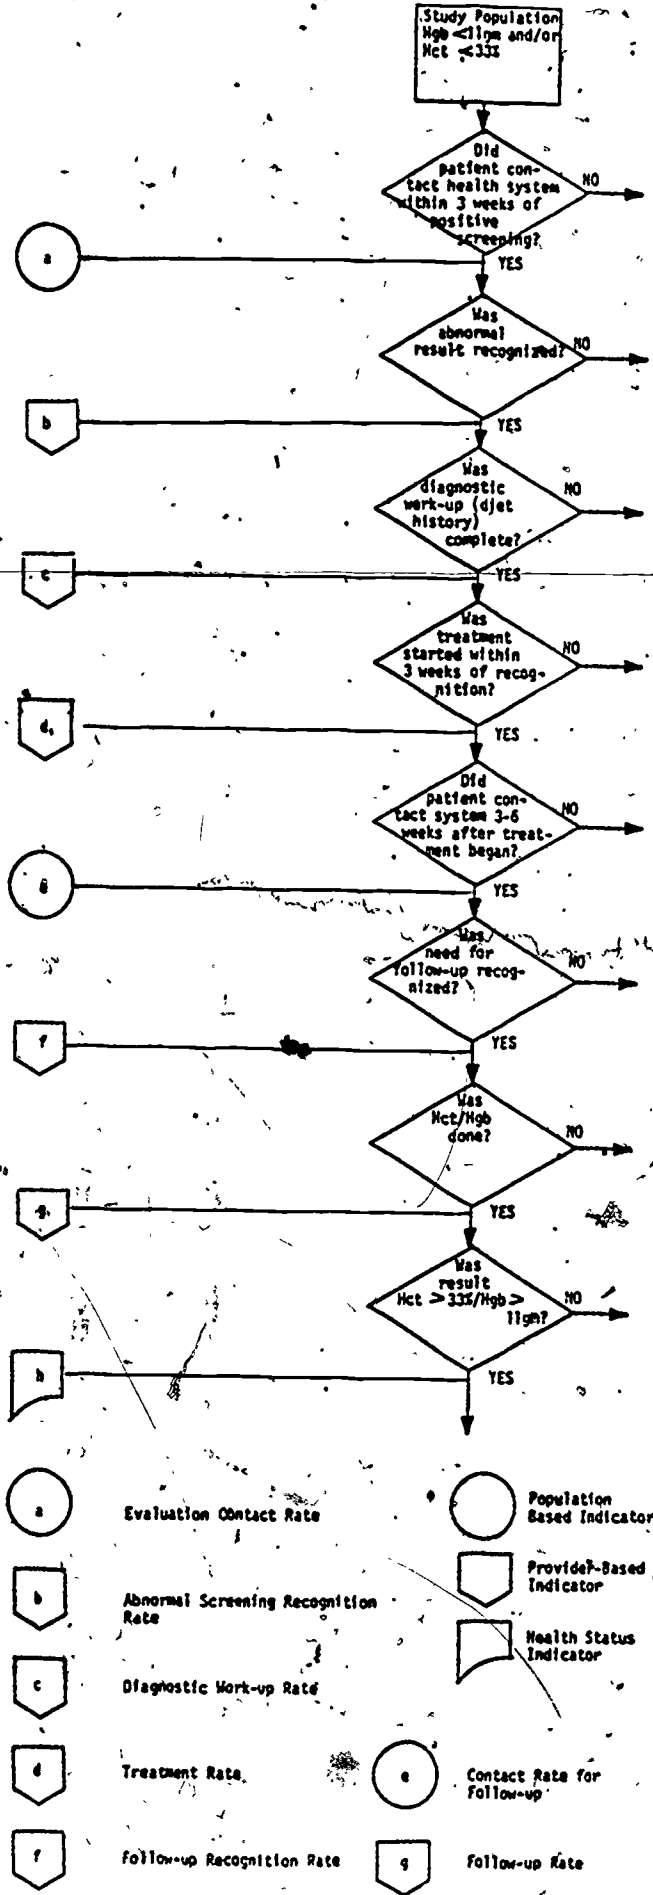 Study Population
Hgb <11gm and/or
Hct <33%
Did
patient con-
tact health system
within 3 weeks of
positive
screening?
NO
a
YES
Was
abnormal
result recognized?
NO
b
YES
Was
diagnostic
work-up (diet
history)
complete?
NO
c
YES
Was
treatment
started within
3 weeks of recog-
nition?
NO
d
YES
Did
patient con-
tact system 3-6
weeks after treat-
ment began?
NO
e
YES
Was
need for
follow-up recog-
nized?
NO
f
YES
Was
Hct/Hgb
done?
NO
g
YES
Was
result
Hct >33%/Hgb>
11gm?
NO
h
YES
a
Evaluation Contact Rate
Population
Based Indicator
b
Abnormal Screening Recognition
Rate
Provider-Based
Indicator
Health Status
Indicator
c
Diagnostic Work-up Rate
d
Treatment Rate
e
Contact Rate for
Follow-up
f
Follow-up Recognition Rate
g
Follow-up Rate